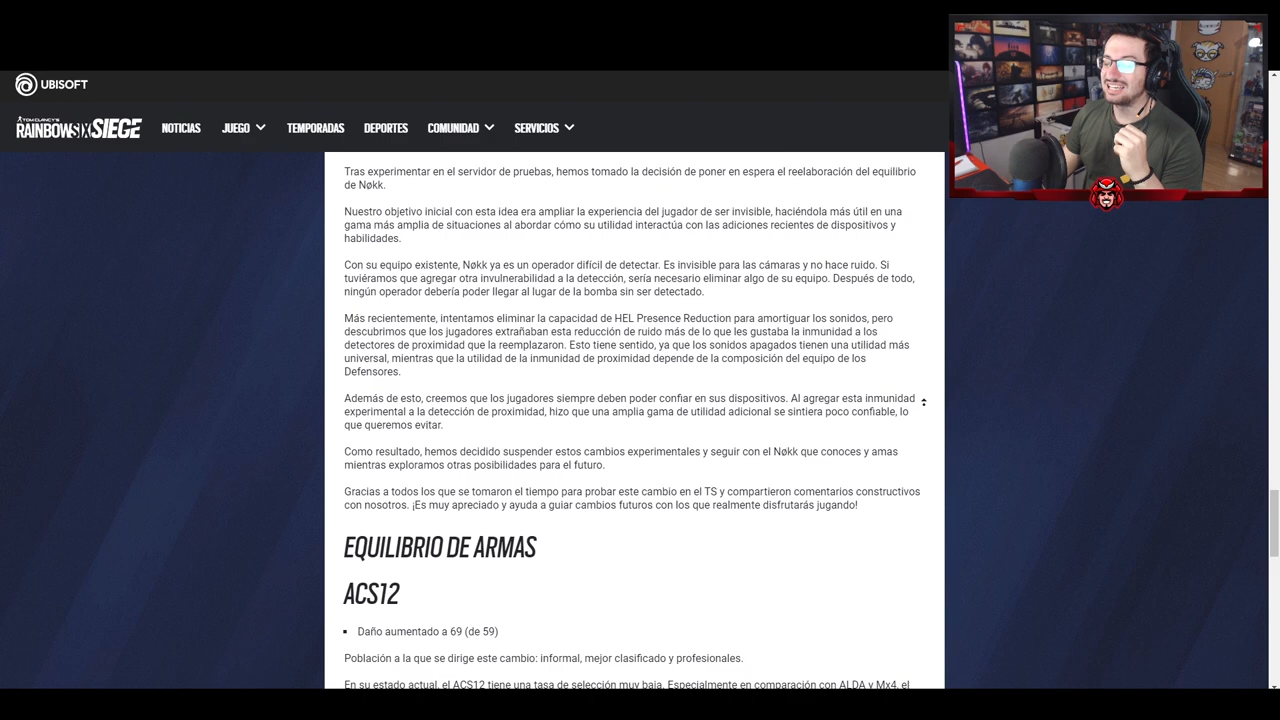 UBISOFT
TOM CLANCY'S
RAINBOWSIX SIEGE
NOTICIAS
JUEGO
TEMPORADAS
DEPORTES
COMUNIDAD
SERVICIOS
Tras experimentar en el servidor de pruebas, hemos tomado la decisión de poner en espera el reelaboración del equilibrio
de Nøkk.
Nuestro objetivo inicial con esta idea era ampliar la experiencia del jugador de ser invisible, haciéndola más útil en una
gama más amplia de situaciones al abordar cómo su utilidad interactúa con las adiciones recientes de dispositivos y
habilidades.
Con su equipo existente, Nøkk ya es un operador difícil de detectar. Es invisible para las cámaras y no hace ruido. Si
tuviéramos que agregar otra invulnerabilidad a la detección, sería necesario eliminar algo de su equipo. Después de todo,
ningún operador debería poder llegar al lugar de la bomba sin ser detectado.
Más recientemente, intentamos eliminar la capacidad de HEL Presence Reduction para amortiguar los sonidos, pero
descubrimos que los jugadores extrañaban esta reducción de ruido más de lo que les gustaba la inmunidad a los
detectores de proximidad que la reemplazaron. Esto tiene sentido, ya que los sonidos apagados tienen una utilidad más
universal, mientras que la utilidad de la inmunidad de proximidad depende de la composición del equipo de los
Defensores.
Además de esto, creemos que los jugadores siempre deben poder confiar en sus dispositivos. Al agregar esta inmunidad
experimental a la detección de proximidad, hizo que una amplia gama de utilidad adicional se sintiera poco confiable, lo
que queremos evitar.
Como resultado, hemos decidido suspender estos cambios experimentales y seguir con el Nøkk que conoces y amas
mientras exploramos otras posibilidades para el futuro.
Gracias a todos los que se tomaron el tiempo para probar este cambio en el TS y compartieron comentarios constructivos
con nosotros. ¡Es muy apreciado y ayuda a guiar cambios futuros con los que realmente disfrutarás jugando!
EQUILIBRIO DE ARMAS
ACS12
▪ Daño aumentado a 69 (de 59)
Población a la que se dirige este cambio: informal, mejor clasificado y profesionales.
En su estado actual, el ACS12 tiene una tasa de selección muy baja. Especialmente en comparación con ALDA y Mx4, el